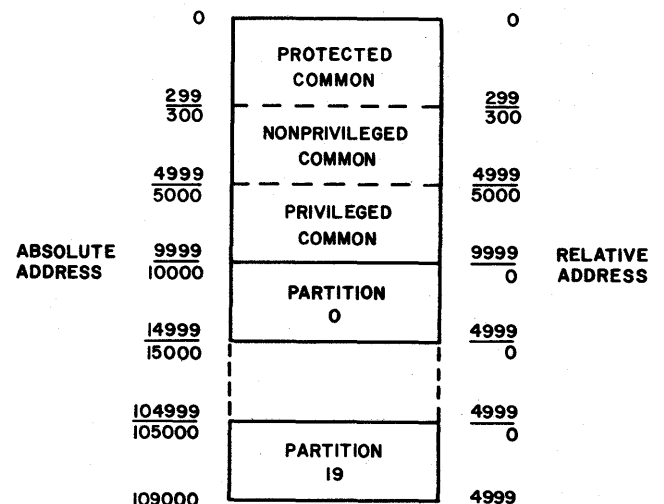 0
0
PROTECTED
COMMON
299
300
299
300
NONPRIVILEGED
COMMON
4999
5000
4999
5000
PRIVILEGED
COMMON
ABSOLUTE
ADDRESS
9999
10000
9999
0
RELATIVE
ADDRESS
PARTITION
0
14999
15000
4999
0
104999
105000
4999
0
PARTITION
19
109000
4999